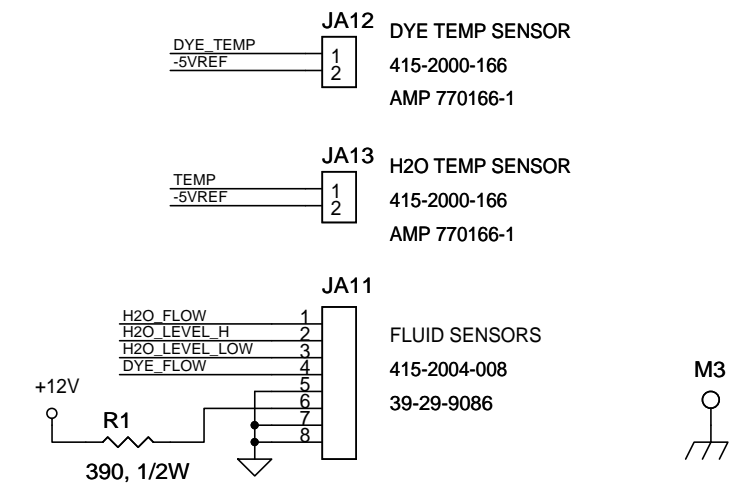 JA12
DYE TEMP SENSOR
DYE_TEMP
1
-5VREF
2
415-2000-166
AMP 770166-1
JA13
H2O TEMP SENSOR
TEMP
1
-5VREF
2
415-2000-166
AMP 770166-1
JA11
H2O_FLOW
1
H2O_LEVEL_H
2
H2O_LEVEL_LOW
3
DYE_FLOW
4
5
6
7
8
FLUID SENSORS
415-2004-008
39-29-9086
+12V
R1
390, 1/2W
M3